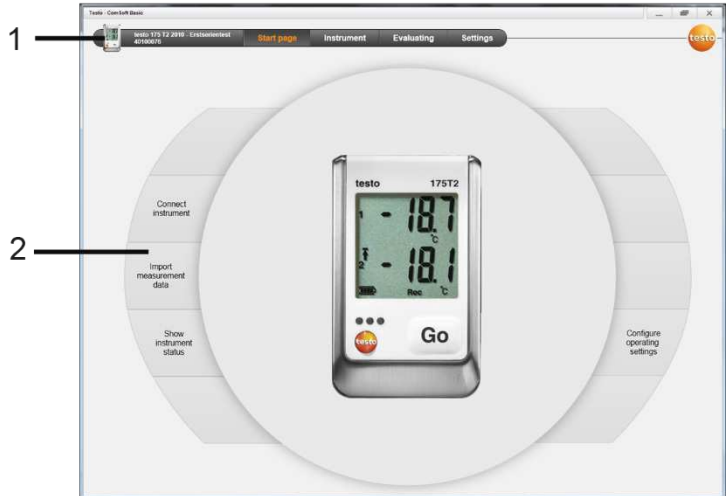 Testo - ComSoft Basic
1
testo 175 T2 2010 - Erstserientest
40100076
Start page
Instrument
Evaluating
Settings
testo
2
Connect
instrument
Import
measurement
data
Show
instrument
status
testo 175T2
1 - 18.7
°C
2 - 18.1
Rec °C
testo
Go
Configure
operating
settings